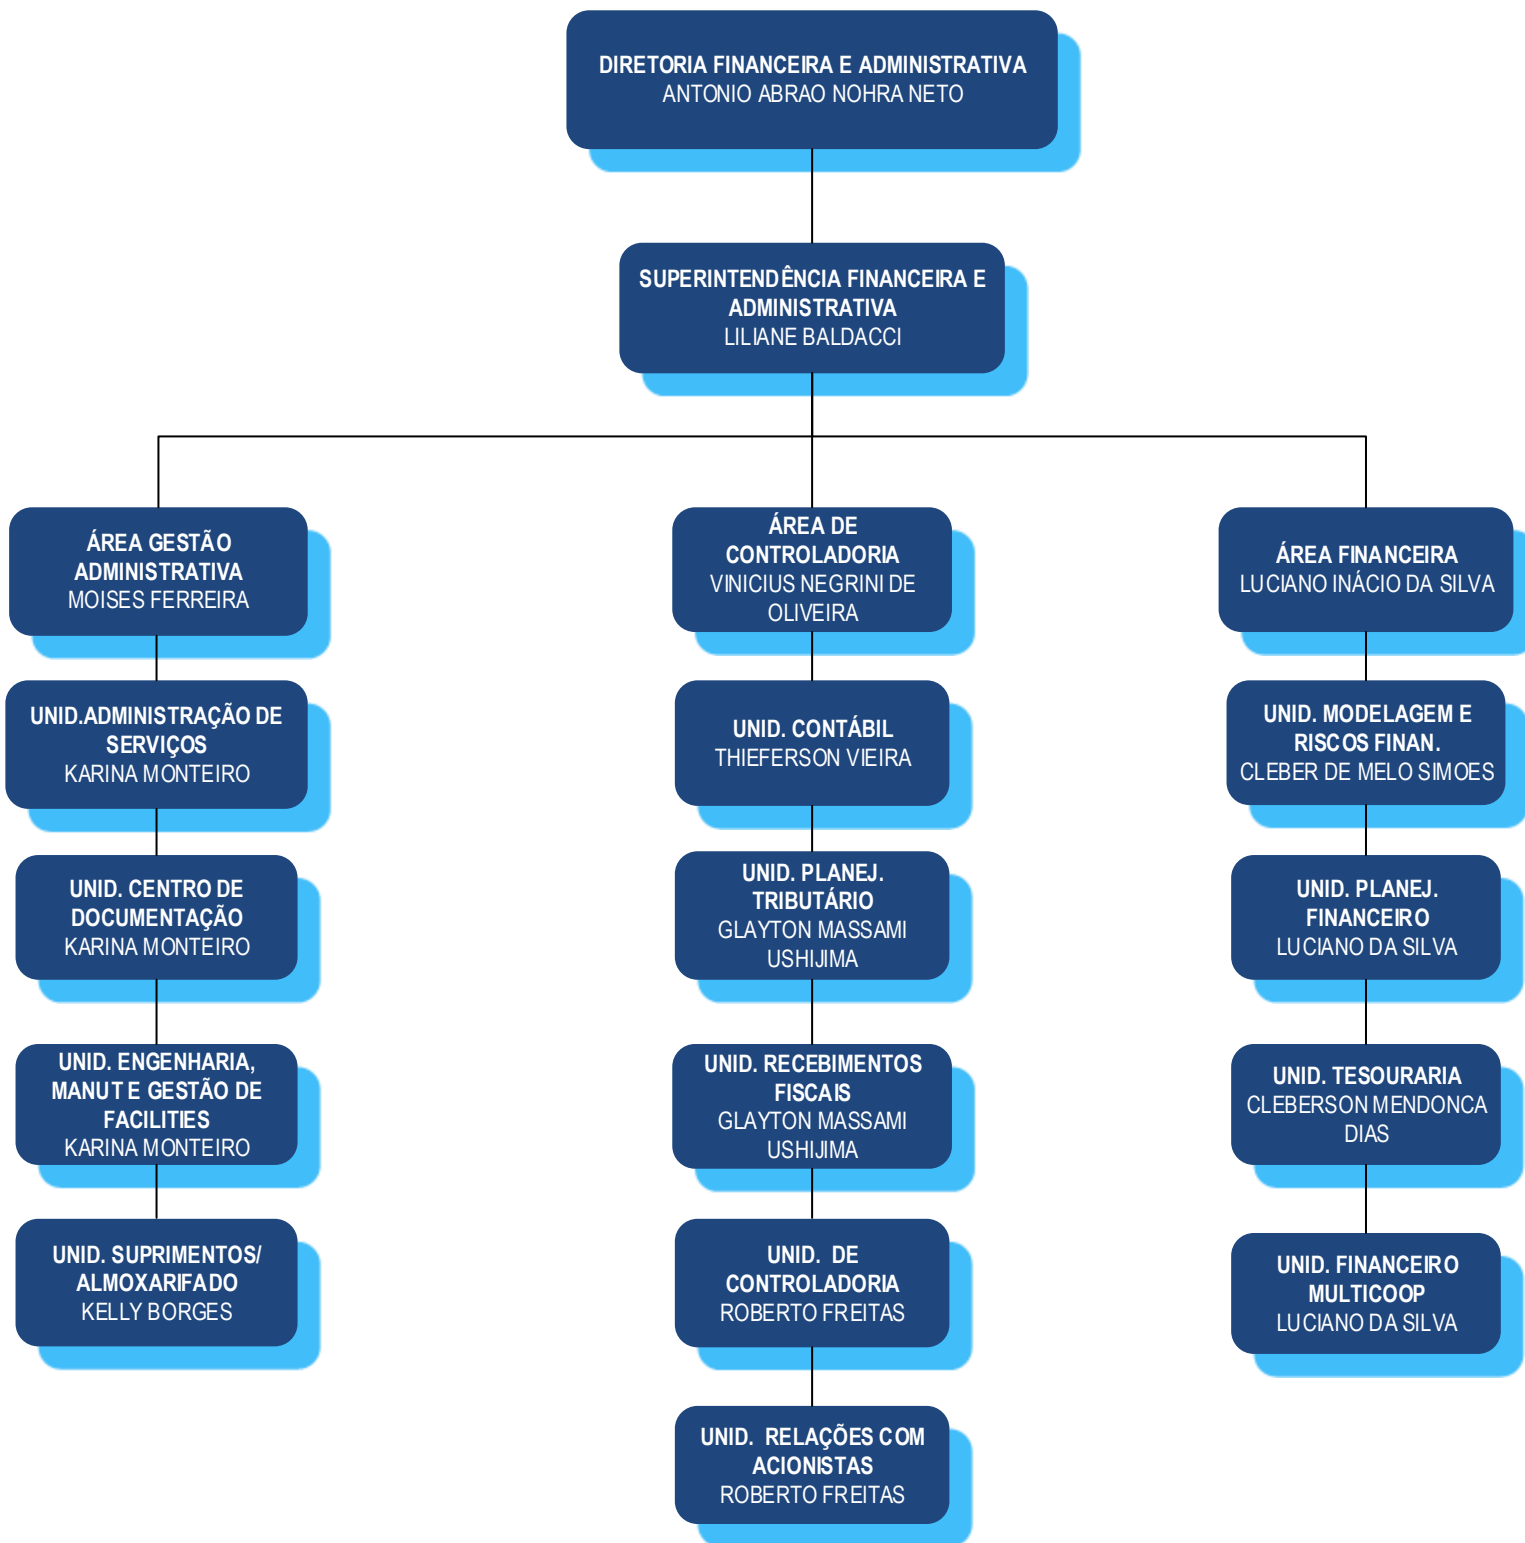 DIRETORIA FINANCEIRA E ADMINISTRATIVA
ANTONIO ABRAO NOHRA NETO
SUPERINTENDÊNCIA FINANCEIRA E
ADMINISTRATIVA
LILIANE BALDACCI
ÁREA GESTÃO
ADMINISTRATIVA
MOISES FERREIRA
UNID.ADMINISTRAÇÃO DE
SERVIÇOS
KARINA MONTEIRO
UNID. CENTRO DE
DOCUMENTAÇÃO
KARINA MONTEIRO
UNID. ENGENHARIA,
MANUT E GESTÃO DE
FACILITIES
KARINA MONTEIRO
UNID. SUPRIMENTOS/
ALMOXARIFADO
KELLY BORGES
ÁREA DE
CONTROLADORIA
VINICIUS NEGRINI DE
OLIVEIRA
UNID. CONTÁBIL
THIEFERSON VIEIRA
UNID. PLANEJ.
TRIBUTÁRIO
GLAYTON MASSAMI
USHIJIMA
UNID. RECEBIMENTOS
FISCAIS
GLAYTON MASSAMI
USHIJIMA
UNID. DE
CONTROLADORIA
ROBERTO FREITAS
UNID. RELAÇÕES COM
ACIONISTAS
ROBERTO FREITAS
ÁREA FINANCEIRA
LUCIANO INÁCIO DA SILVA
UNID. MODELAGEM E
RISCOS FINAN.
CLEBER DE MELO SIMOES
UNID. PLANEJ.
FINANCEIRO
LUCIANO DA SILVA
UNID. TESOURARIA
CLEBERSON MENDONCA
DIAS
UNID. FINANCEIRO
MULTICOOP
LUCIANO DA SILVA